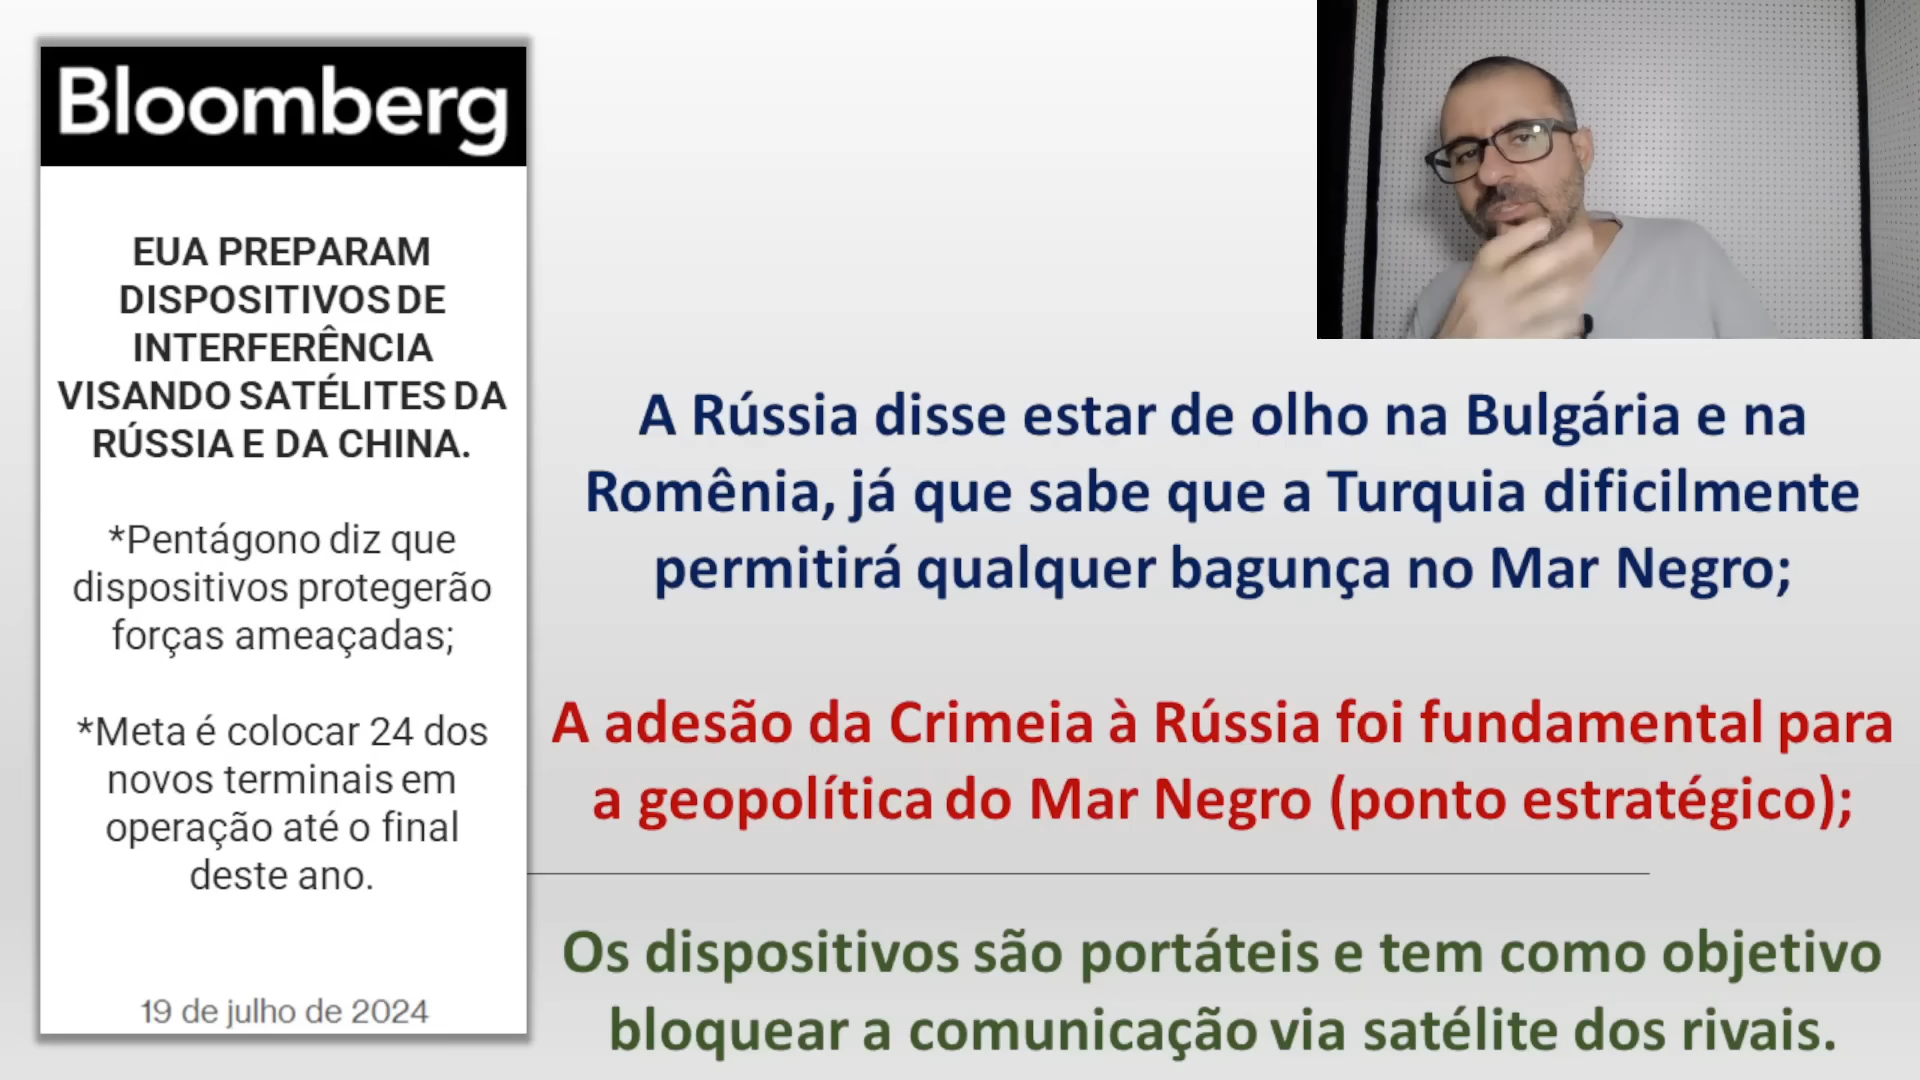 Bloomberg
EUA PREPARAM
DISPOSITIVOS DE
INTERFERÊNCIA
VISANDO SATÉLITES DA
RÚSSIA E DA CHINA.
*Pentágono diz que
dispositivos protegerão
forças ameaçadas;
*Meta é colocar 24 dos
novos terminais em
operação até o final
deste ano.
19 de julho de 2024
A Rússia disse estar de olho na Bulgária e na
Romênia, já que sabe que a Turquia dificilmente
permitirá qualquer bagunça no Mar Negro;
A adesão da Crimeia à Rússia foi fundamental para
a geopolítica do Mar Negro (ponto estratégico);
Os dispositivos são portáteis e tem como objetivo
bloquear a comunicação via satélite dos rivais.